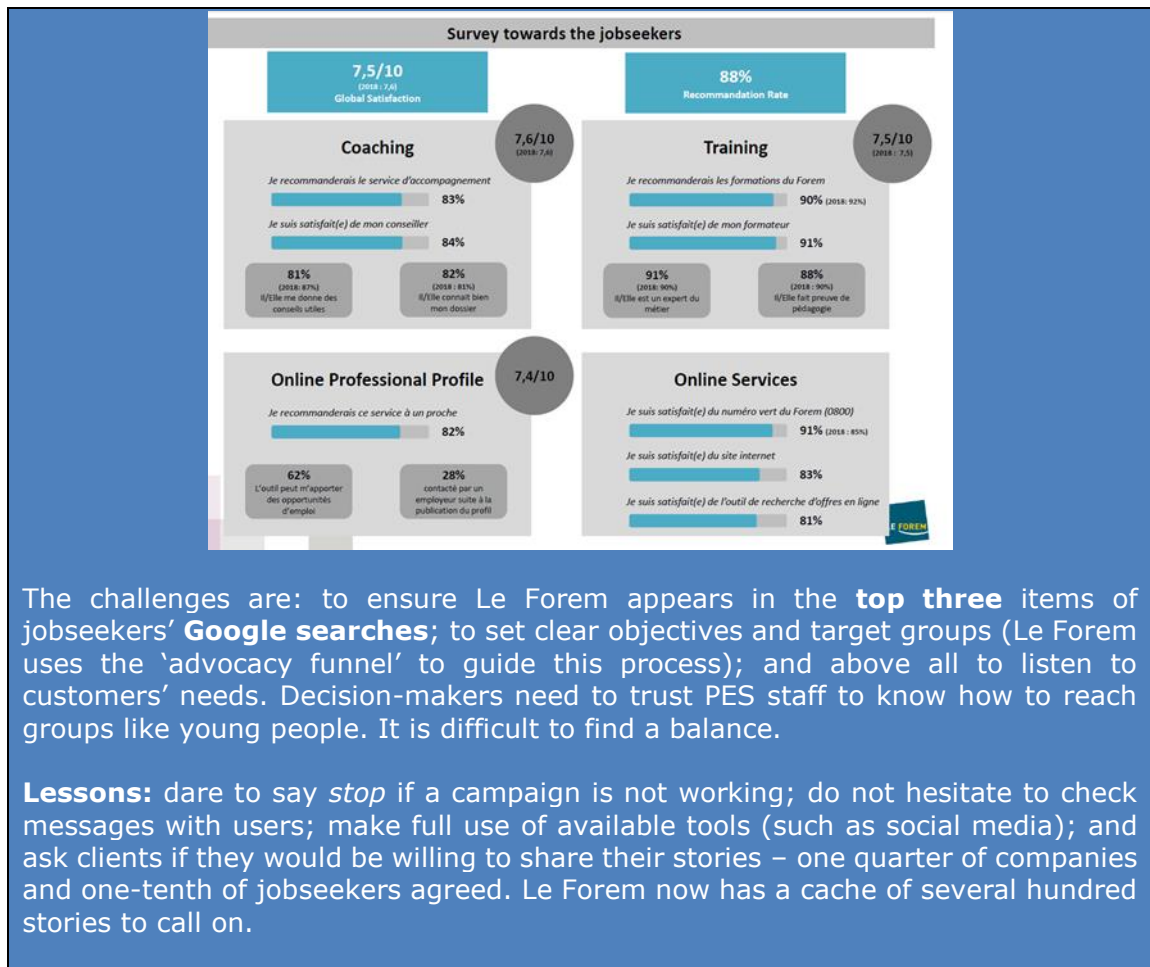 Survey towards the jobseekers
7,5/10
(2018 : 7,6)
Global Satisfaction
88%
Recommandation Rate
Coaching
7,6/10
(2018: 7,6)
Je recommanderais le service d'accompagnement
83%
Je suis satisfait(e) de mon conseiller
84%
81%
(2018: 87%)
Il/Elle me donne des
conseils utiles
82%
(2018 : 81%)
Il/Elle connait bien
mon dossier
Training
7,5/10
(2018 : 7,5)
Je recommanderais les formations du Forem
90% (2018: 92%)
Je suis satisfait(e) de mon formateur
91%
91%
(2018: 90%)
Il/Elle est un expert du
métier
88%
(2018 : 90%)
Il/Elle fait preuve de
pédagogie
Online Professional Profile
7,4/10
Je recommanderais ce service à un proche
82%
62%
L'outil peut m'apporter
des opportunités
d'emploi
28%
contacté par un
employeur suite à la
publication du profil
Online Services
Je suis satisfait(e) du numéro vert du Forem (0800)
91% (2018 : 85%)
Je suis satisfait(e) du site internet
83%
Je suis satisfait(e) de l'outil de recherche d'offres en ligne
81%
LE FOREM
The challenges are: to ensure Le Forem appears in the top three items of
jobseekers' Google searches; to set clear objectives and target groups (Le Forem
uses the 'advocacy funnel' to guide this process); and above all to listen to
customers' needs. Decision-makers need to trust PES staff to know how to reach
groups like young people. It is difficult to find a balance.
Lessons: dare to say stop if a campaign is not working; do not hesitate to check
messages with users; make full use of available tools (such as social media); and
ask clients if they would be willing to share their stories – one quarter of companies
and one-tenth of jobseekers agreed. Le Forem now has a cache of several hundred
stories to call on.